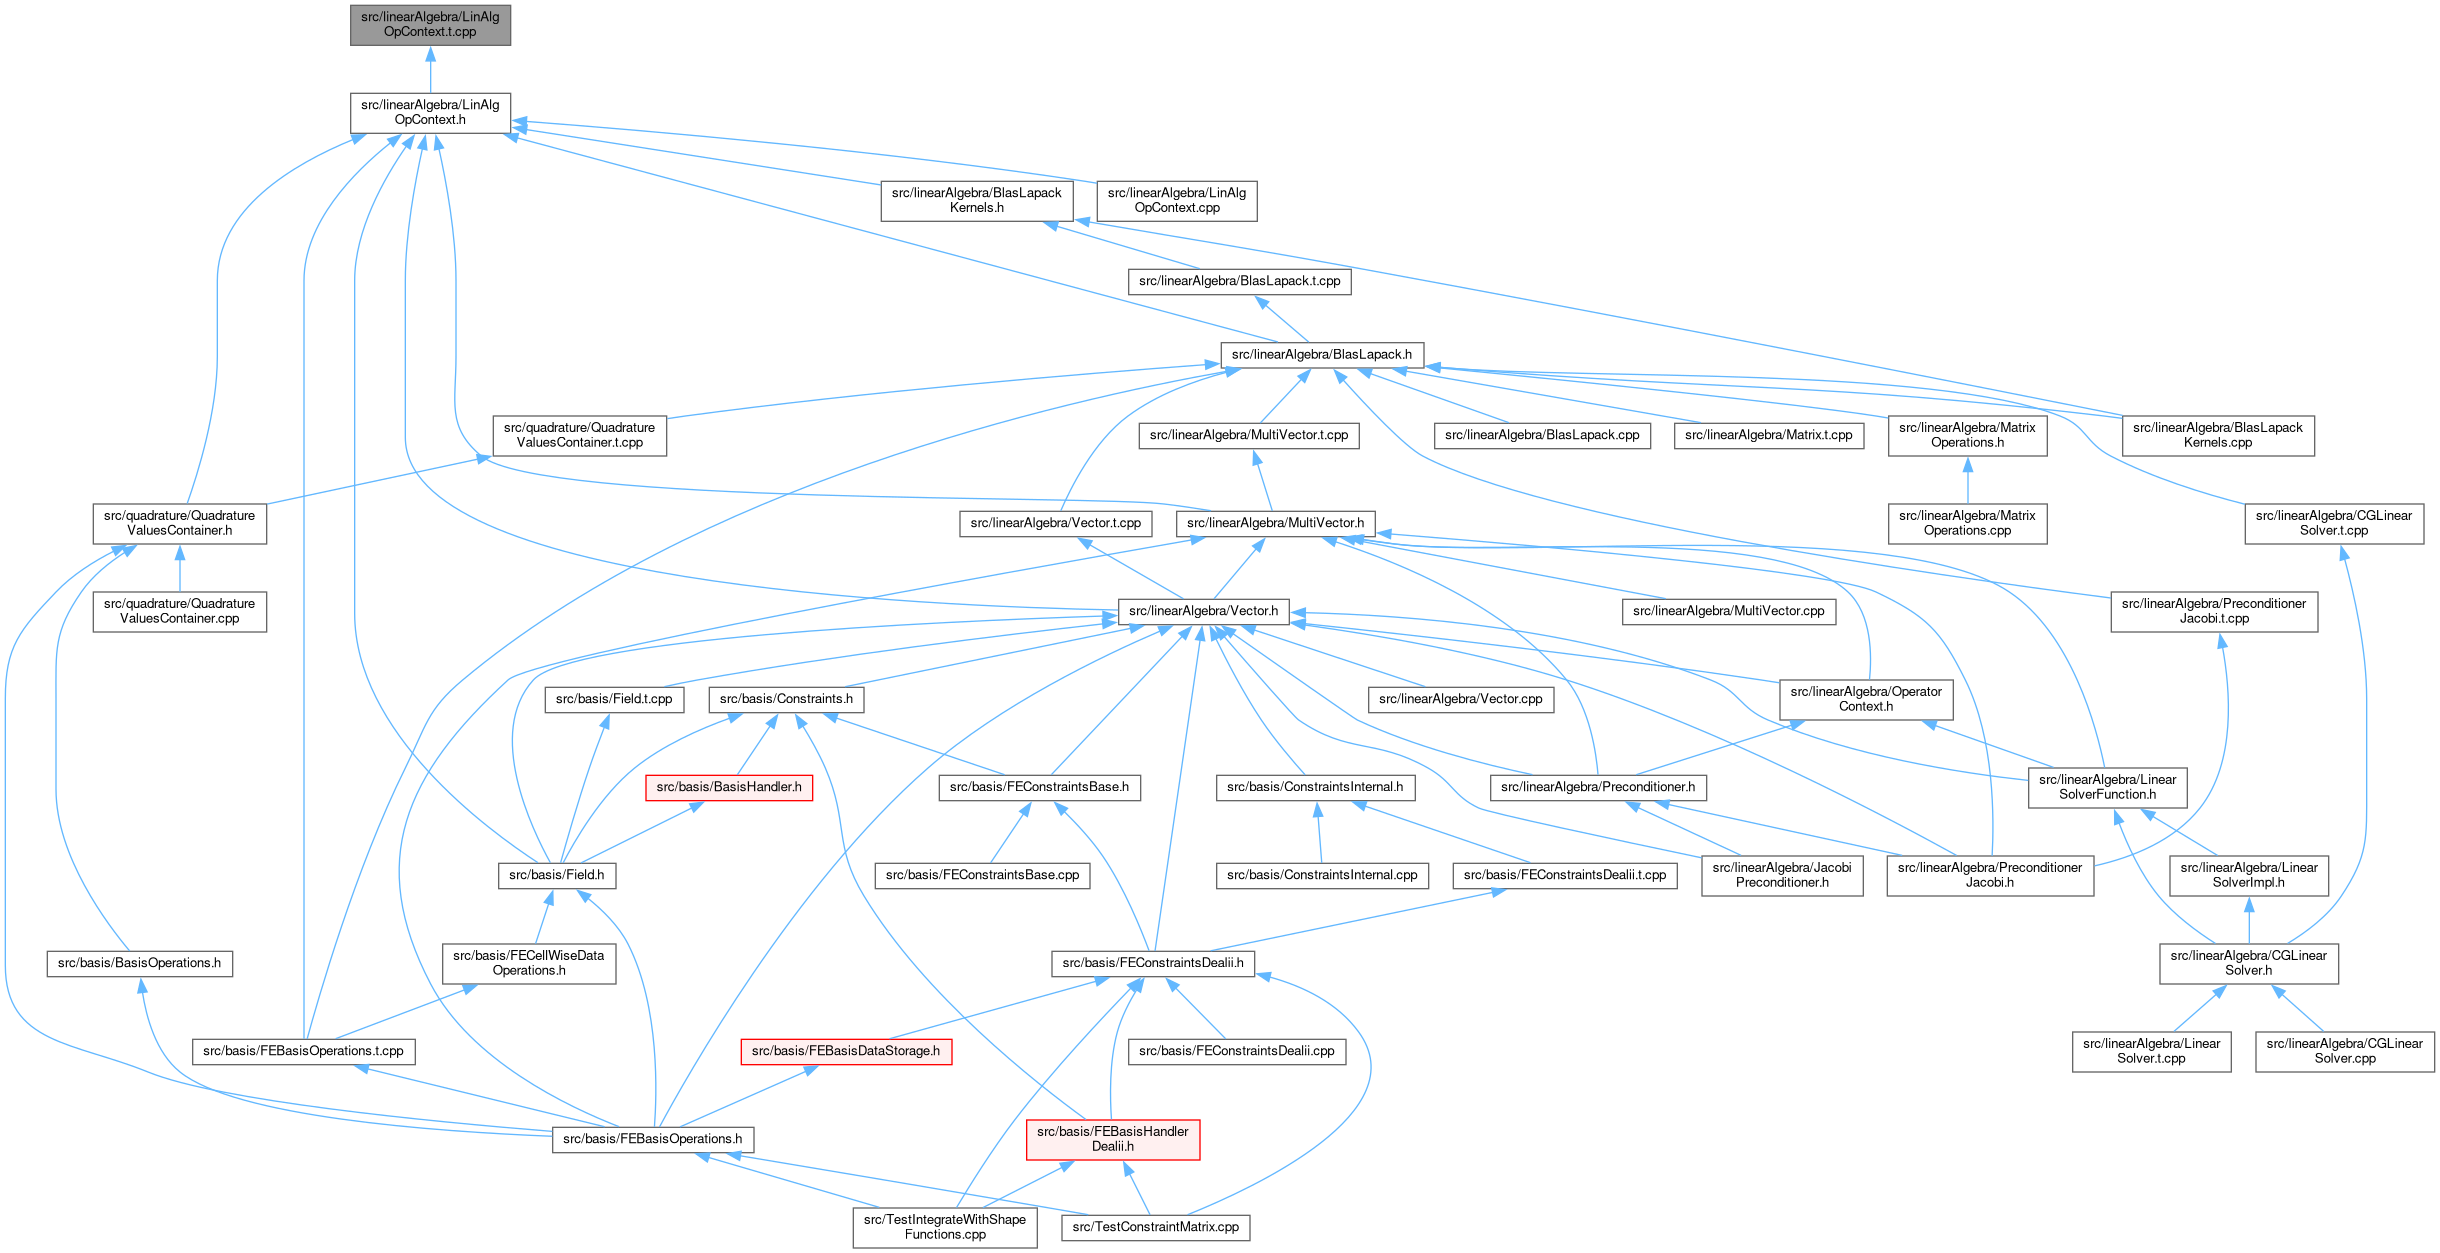 src/linearAlgebra/LinAlg
OpContext.t.cpp
src/linearAlgebra/LinAlg
OpContext.h
src/linearAlgebra/BlasLapack
Kernels.h
src/linearAlgebra/LinAlg
OpContext.cpp
src/linearAlgebra/BlasLapack.t.cpp
src/linearAlgebra/BlasLapack.h
src/quadrature/Quadrature
ValuesContainer.t.cpp
src/linearAlgebra/MultiVector.t.cpp
src/linearAlgebra/BlasLapack.cpp
src/linearAlgebra/Matrix.t.cpp
src/linearAlgebra/Matrix
Operations.h
src/linearAlgebra/BlasLapack
Kernels.cpp
src/quadrature/Quadrature
ValuesContainer.h
src/linearAlgebra/Vector.t.cpp
src/linearAlgebra/MultiVector.h
src/linearAlgebra/Matrix
Operations.cpp
src/linearAlgebra/CGLinear
Solver.t.cpp
src/quadrature/Quadrature
ValuesContainer.cpp
src/linearAlgebra/Vector.h
src/linearAlgebra/MultiVector.cpp
src/linearAlgebra/Preconditioner
Jacobi.t.cpp
src/basis/Field.t.cpp
src/basis/Constraints.h
src/linearAlgebra/Vector.cpp
src/linearAlgebra/Operator
Context.h
src/basis/BasisHandler.h
src/basis/FEConstraintsBase.h
src/basis/ConstraintsInternal.h
src/linearAlgebra/Preconditioner.h
src/linearAlgebra/Linear
SolverFunction.h
src/basis/Field.h
src/basis/FEConstraintsBase.cpp
src/basis/ConstraintsInternal.cpp
src/basis/FEConstraintsDealii.t.cpp
src/linearAlgebra/Jacobi
Preconditioner.h
src/linearAlgebra/Preconditioner
Jacobi.h
src/linearAlgebra/Linear
SolverImpl.h
src/basis/BasisOperations.h
src/basis/FECellWiseData
Operations.h
src/basis/FEConstraintsDealii.h
src/linearAlgebra/CGLinear
Solver.h
src/basis/FEBasisOperations.t.cpp
src/basis/FEBasisDataStorage.h
src/basis/FEConstraintsDealii.cpp
src/linearAlgebra/Linear
Solver.t.cpp
src/linearAlgebra/CGLinear
Solver.cpp
src/basis/FEBasisOperations.h
src/basis/FEBasisHandler
Dealii.h
src/TestIntegrateWithShape
Functions.cpp
src/TestConstraintMatrix.cpp